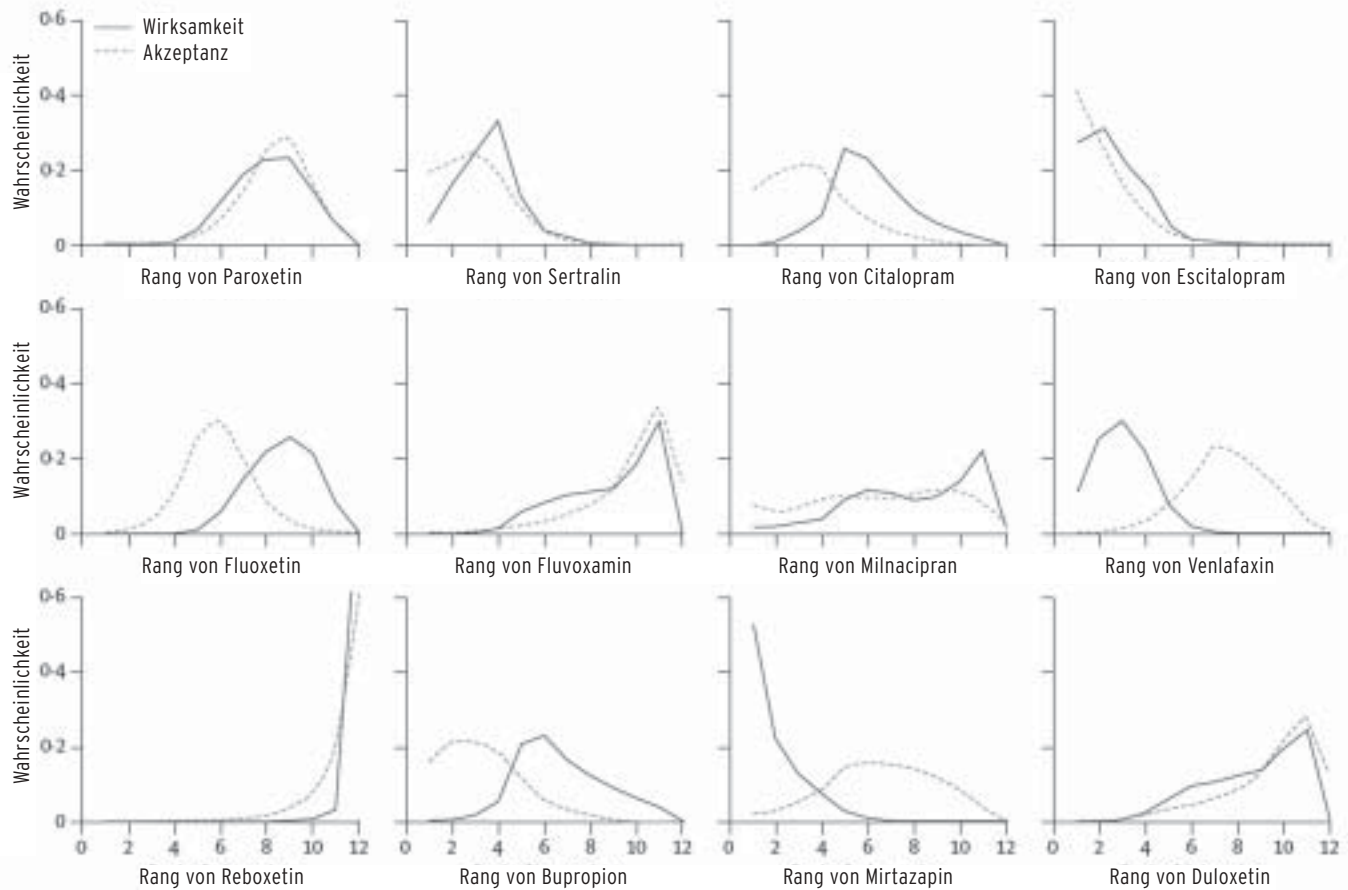 0·6
Wirksamkeit
Akzeptanz
0·4
0·2
0
Wahrscheinlichkeit
Rang von Paroxetin
Rang von Sertralin
Rang von Citalopram
Rang von Escitalopram
0·6
0·4
0·2
0
Wahrscheinlichkeit
Rang von Fluoxetin
Rang von Fluvoxamin
Rang von Milnacipran
Rang von Venlafaxin
0·6
0·4
0·2
0
Wahrscheinlichkeit
0 2 4 6 8 10 12
0 2 4 6 8 10 12
0 2 4 6 8 10 12
0 2 4 6 8 10 12
Rang von Reboxetin
Rang von Bupropion
Rang von Mirtazapin
Rang von Duloxetin